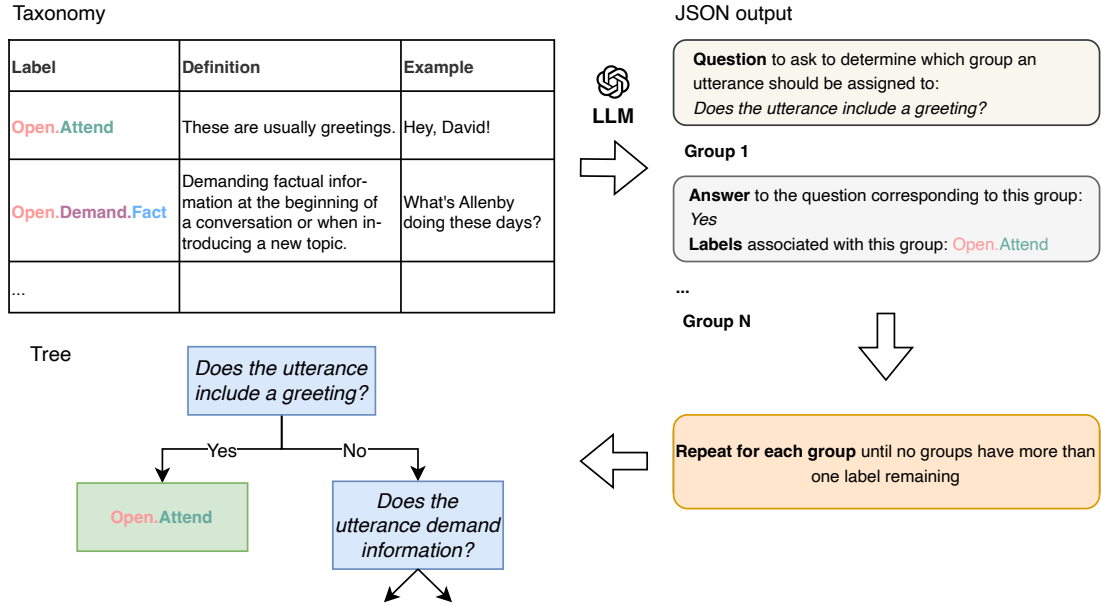 Taxonomy
Label
Definition
Example
Open.Attend
These are usually greetings.
Hey, David!
Open.Demand.Fact
Demanding factual infor-
mation at the beginning of
a conversation or when in-
troducing a new topic.
What's Allenby
doing these days?
...
LLM
JSON output
Question to ask to determine which group an
utterance should be assigned to:
Does the utterance include a greeting?
Group 1
Answer to the question corresponding to this group:
Yes
Labels associated with this group: Open.Attend
...
Group N
Repeat for each group until no groups have more than
one label remaining
Tree
Does the utterance
include a greeting?
Yes
No
Open.Attend
Does the
utterance demand
information?